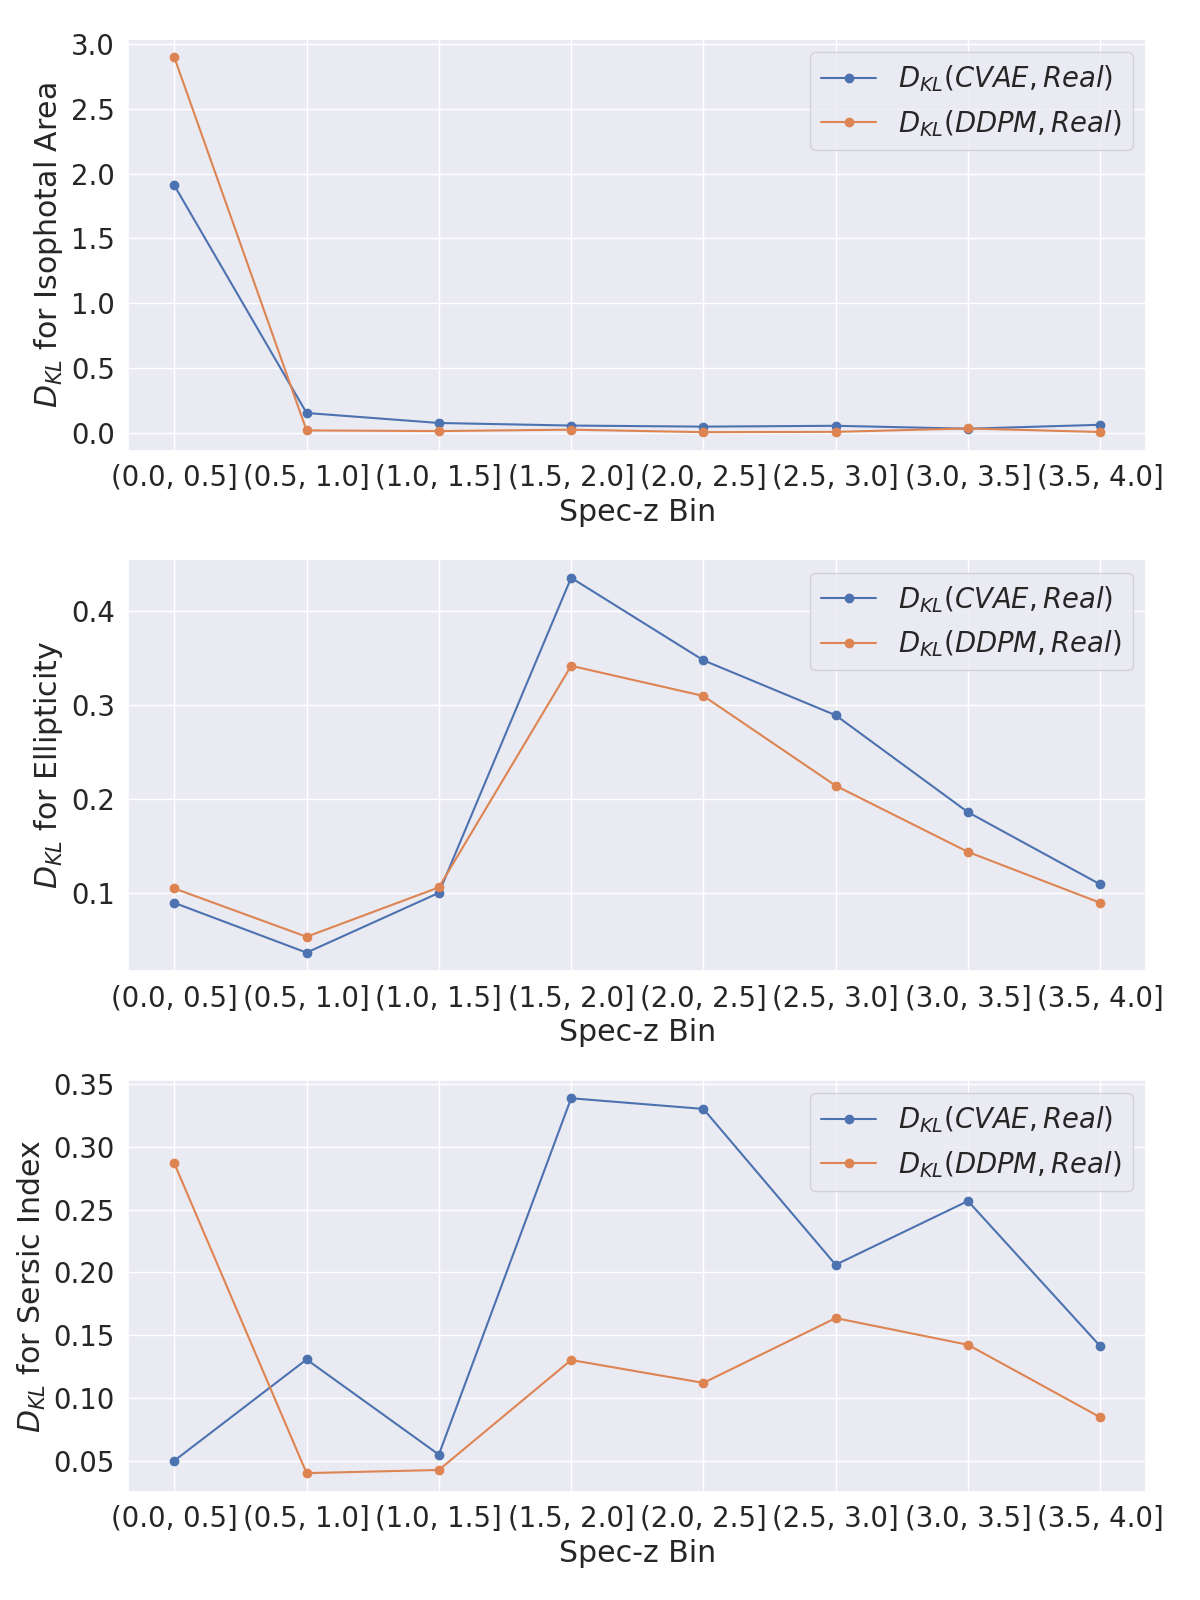 3.0
2.5
2.0
1.5
1.0
0.5
0.0
D_KL for Isophotal Area
D_KL(CVAE, Real)
D_KL(DDPM, Real)
(0.0, 0.5] (0.5, 1.0] (1.0, 1.5] (1.5, 2.0] (2.0, 2.5] (2.5, 3.0] (3.0, 3.5] (3.5, 4.0]
Spec-z Bin
0.4
0.3
0.2
0.1
D_KL for Ellipticity
D_KL(CVAE, Real)
D_KL(DDPM, Real)
(0.0, 0.5] (0.5, 1.0] (1.0, 1.5] (1.5, 2.0] (2.0, 2.5] (2.5, 3.0] (3.0, 3.5] (3.5, 4.0]
Spec-z Bin
0.35
0.30
0.25
0.20
0.15
0.10
0.05
D_KL for Sersic Index
D_KL(CVAE, Real)
D_KL(DDPM, Real)
(0.0, 0.5] (0.5, 1.0] (1.0, 1.5] (1.5, 2.0] (2.0, 2.5] (2.5, 3.0] (3.0, 3.5] (3.5, 4.0]
Spec-z Bin